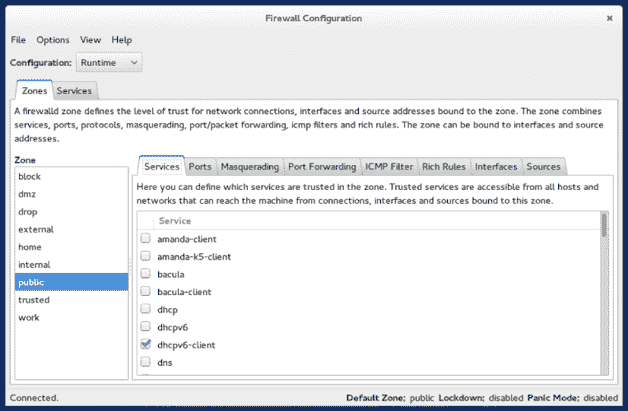 Firewall Configuration
File Options View Help
Configuration: Runtime
Zones Services
A firewalld zone defines the level of trust for network connections, interfaces and source addresses bound to the zone. The zone combines
services, ports, protocols, masquerading, port/packet forwarding, icmp filters and rich rules. The zone can be bound to interfaces and source
addresses.
Zone
block
dmz
drop
external
home
internal
public
trusted
work
Services Ports Masquerading Port Forwarding ICMP Filter Rich Rules Interfaces Sources
Here you can define which services are trusted in the zone. Trusted services are accessible from all hosts and
networks that can reach the machine from connections, interfaces and sources bound to this zone.
Service
amanda-client
amanda-k5-client
bacula
bacula-client
dhcp
dhcpv6
dhcpv6-client
dns
Connected. Default Zone: public Lockdown: disabled Panic Mode: disabled